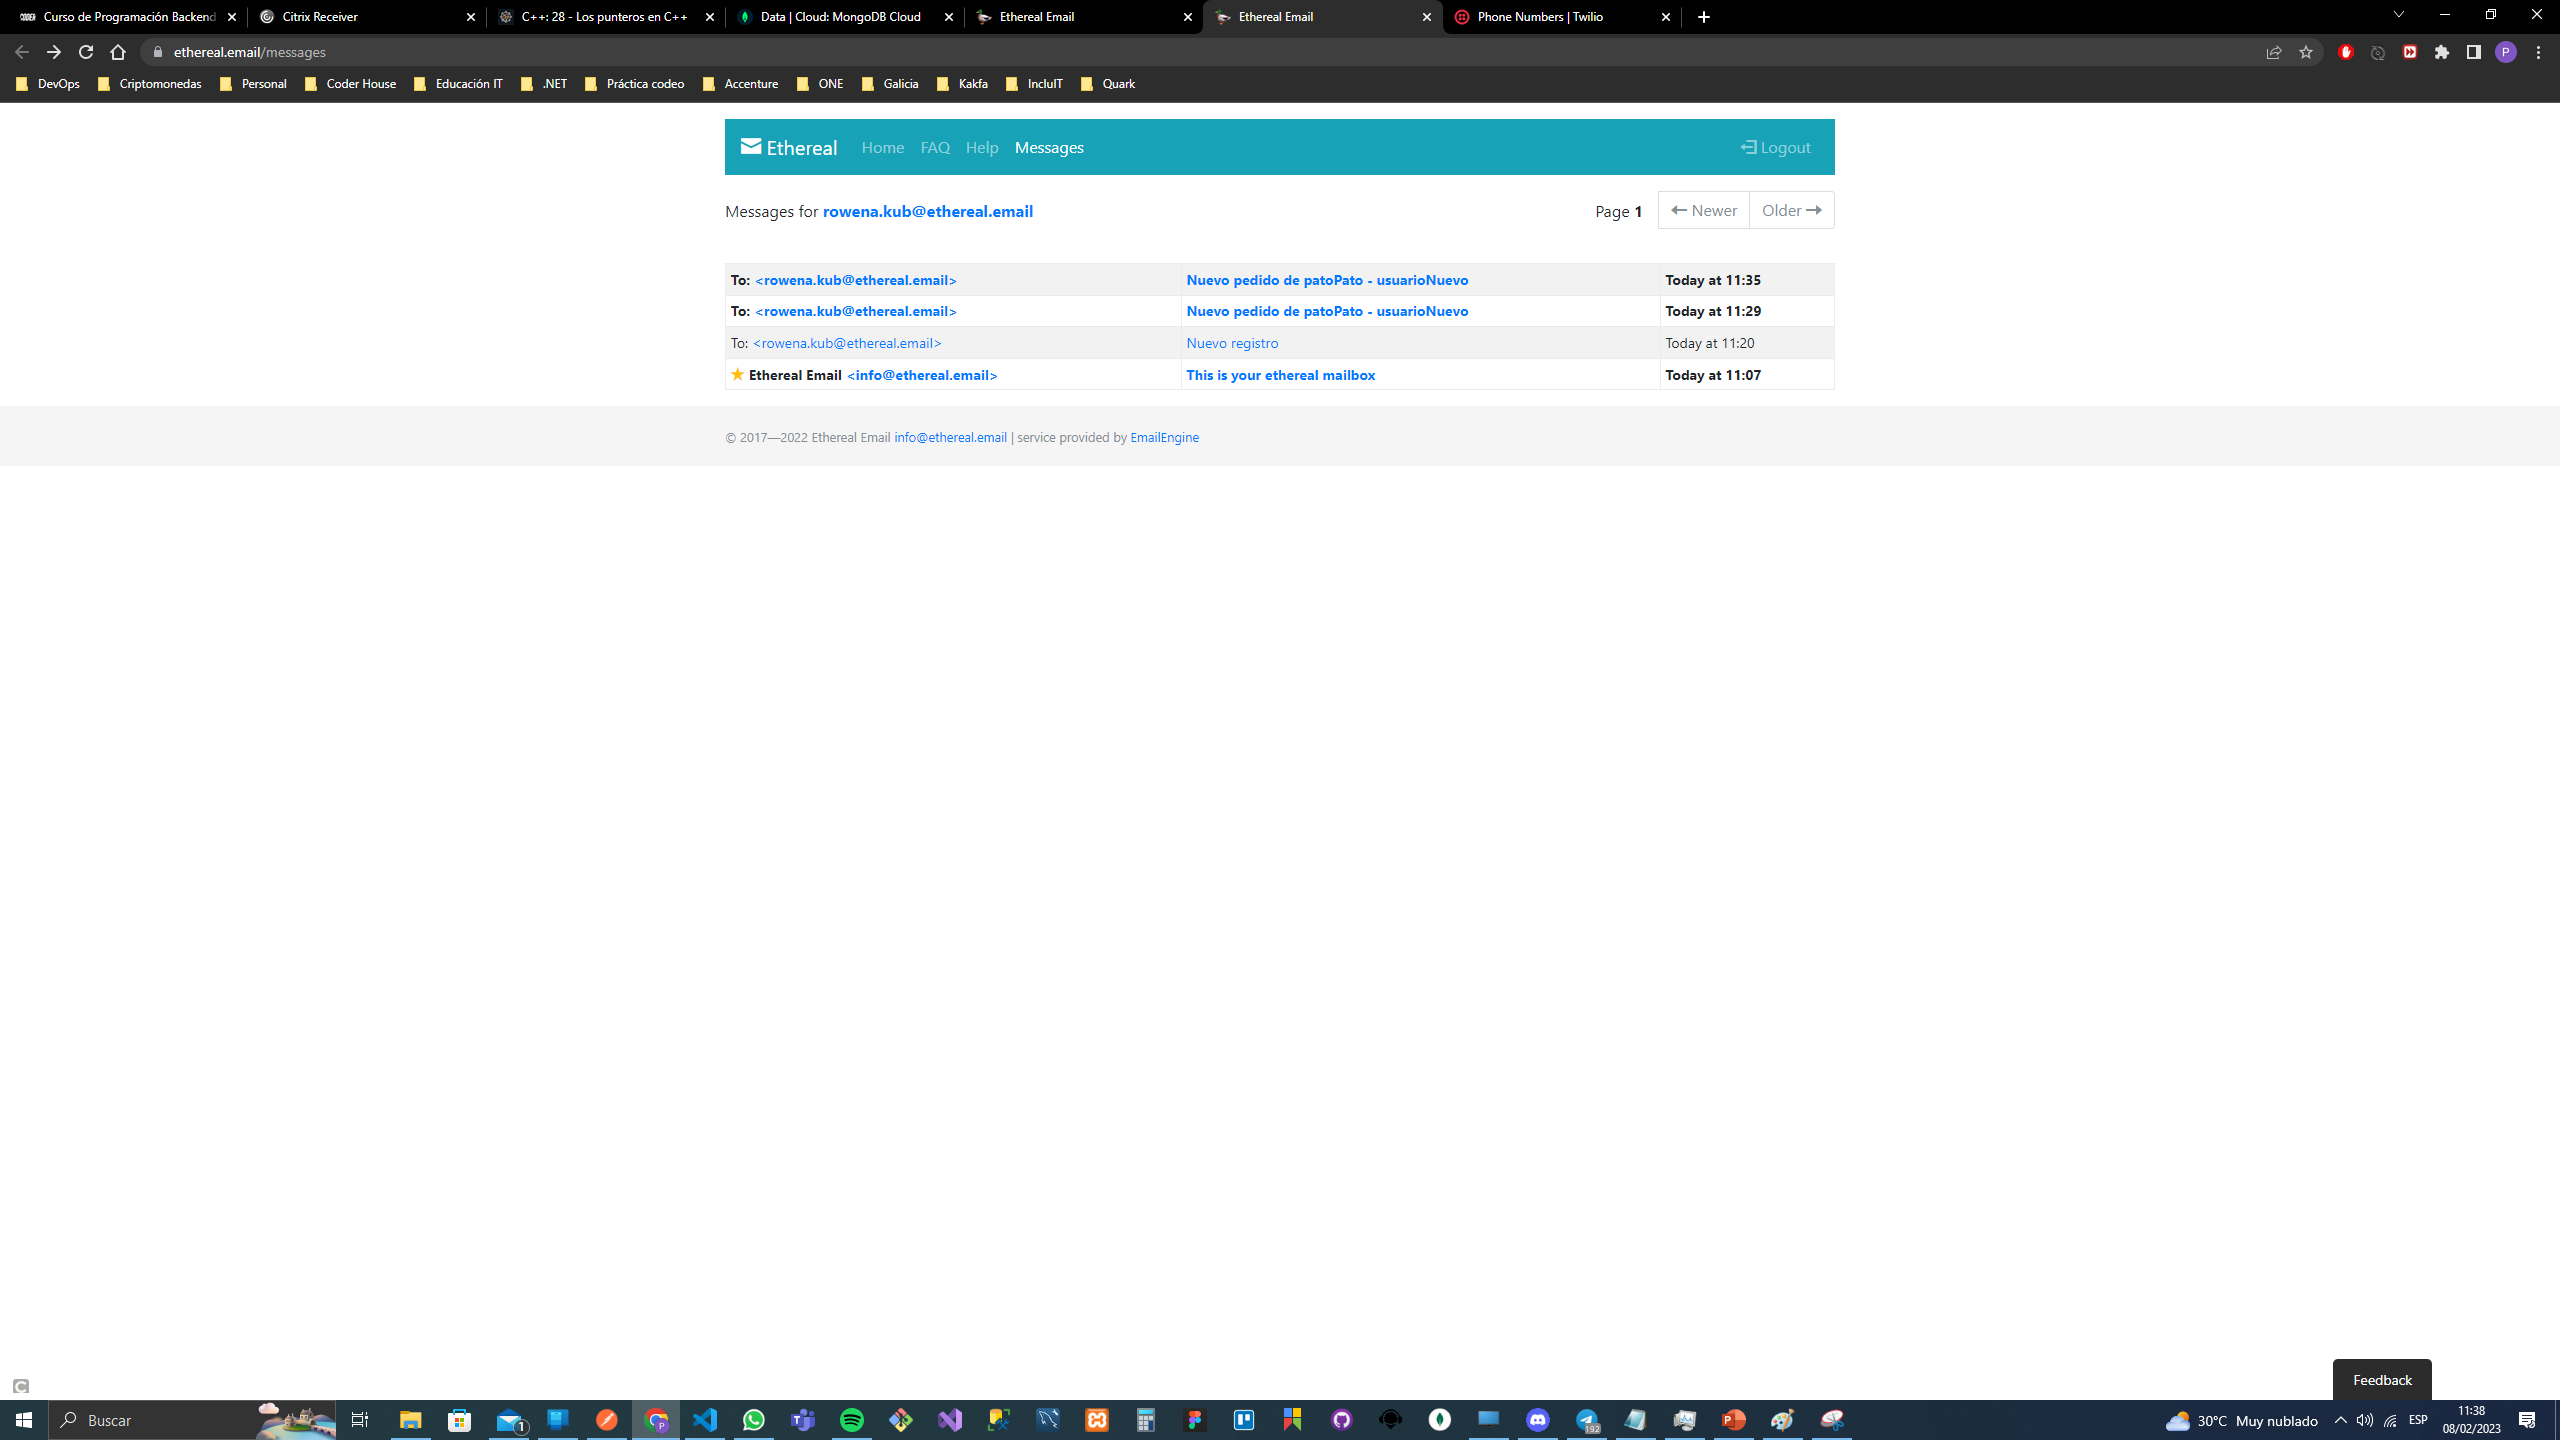 Curso de Programación Backend
Citrix Receiver
C++: 28 - Los punteros en C++
Data | Cloud: MongoDB Cloud
Ethereal Email
Ethereal Email
Phone Numbers | Twilio
ethereal.email/messages
P
DevOps
Criptomonedas
Personal
Coder House
Educación IT
.NET
Práctica codeo
Accenture
ONE
Galicia
Kakfa
IncluIT
Quark
Ethereal
Home
FAQ
Help
Messages
Logout
Messages for rowena.kub@ethereal.email
Page 1
Newer
Older
To: <rowena.kub@ethereal.email> Nuevo pedido de patoPato - usuarioNuevo Today at 11:35
To: <rowena.kub@ethereal.email> Nuevo pedido de patoPato - usuarioNuevo Today at 11:29
To: <rowena.kub@ethereal.email> Nuevo registro Today at 11:20
Ethereal Email <info@ethereal.email> This is your ethereal mailbox Today at 11:07
© 2017—2022 Ethereal Email info@ethereal.email | service provided by EmailEngine
Feedback
Buscar
1
192
30°C Muy nublado
ESP
11:38
08/02/2023